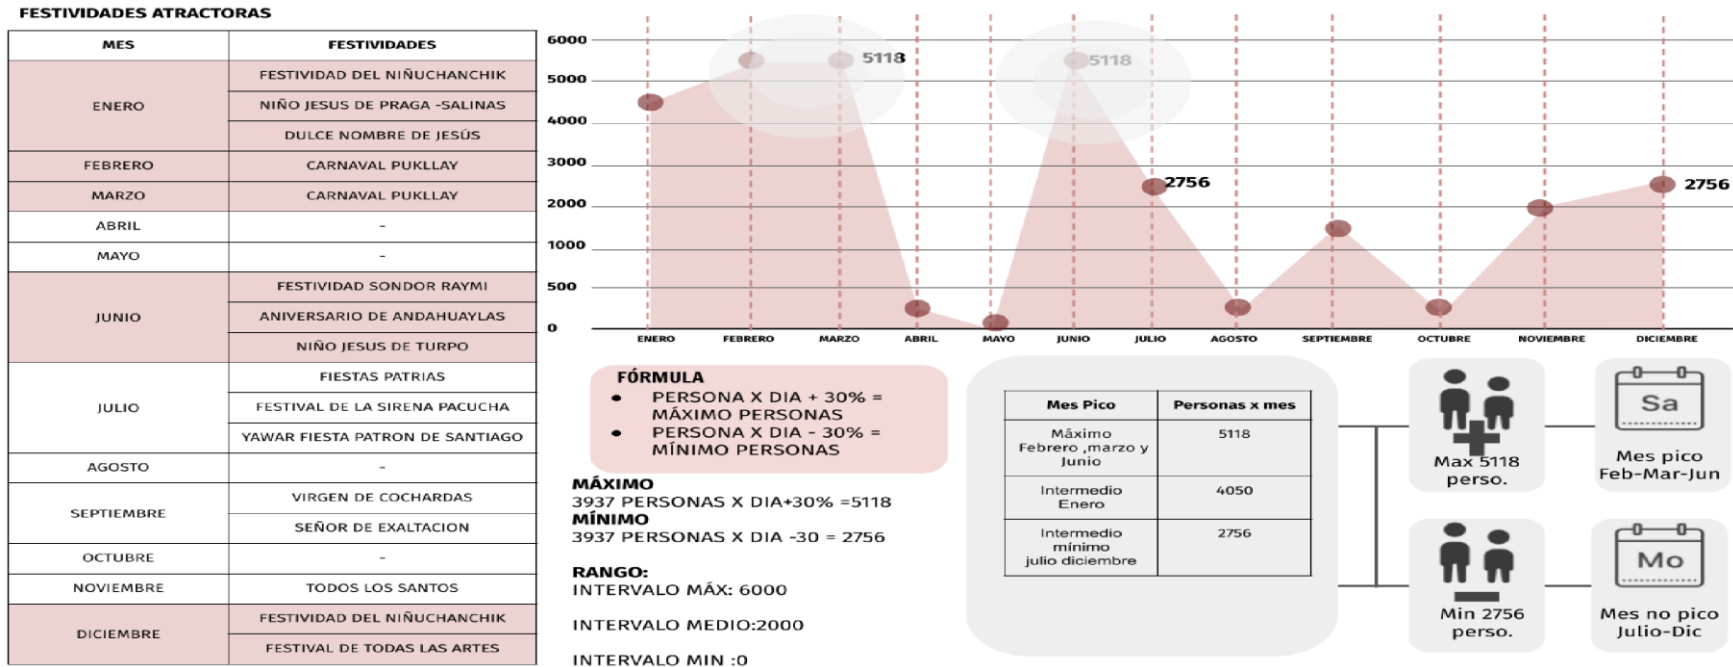 FESTIVIDADES ATRACTORAS
MES FESTIVIDADES
ENERO
FESTIVIDAD DEL NIÑUCHANCHIK
NIÑO JESUS DE PRAGA -SALINAS
DULCE NOMBRE DE JESÚS
FEBRERO CARNAVAL PUKLLAY
MARZO CARNAVAL PUKLLAY
ABRIL -
MAYO -
JUNIO
FESTIVIDAD SONDOR RAYMI
ANIVERSARIO DE ANDAHUAYLAS
NIÑO JESUS DE TURPO
JULIO
FIESTAS PATRIAS
FESTIVAL DE LA SIRENA PACUCHA
YAWAR FIESTA PATRON DE SANTIAGO
AGOSTO -
SEPTIEMBRE
VIRGEN DE COCHARDAS
SEÑOR DE EXALTACION
OCTUBRE -
NOVIEMBRE TODOS LOS SANTOS
DICIEMBRE
FESTIVIDAD DEL NIÑUCHANCHIK
FESTIVAL DE TODAS LAS ARTES
6000
5000
4000
3000
2000
1000
500
0
5118
5118
2756
2756
ENERO FEBRERO MARZO ABRIL MAYO JUNIO JULIO AGOSTO SEPTIEMBRE OCTUBRE NOVIEMBRE DICIEMBRE
FÓRMULA
● PERSONA X DIA + 30% =
MÁXIMO PERSONAS
● PERSONA X DIA - 30% =
MÍNIMO PERSONAS
MÁXIMO
3937 PERSONAS X DIA+30% =5118
MÍNIMO
3937 PERSONAS X DIA -30 = 2756
RANGO:
INTERVALO MÁX: 6000
INTERVALO MEDIO:2000
INTERVALO MIN :0
Mes Pico Personas x mes
Máximo 5118
Febrero ,marzo y
Junio
Intermedio 4050
Enero
Intermedio 2756
mínimo
julio diciembre
Max 5118
perso.
Sa
Mes pico
Feb-Mar-Jun
Min 2756
perso.
Mo
Mes no pico
Julio-Dic